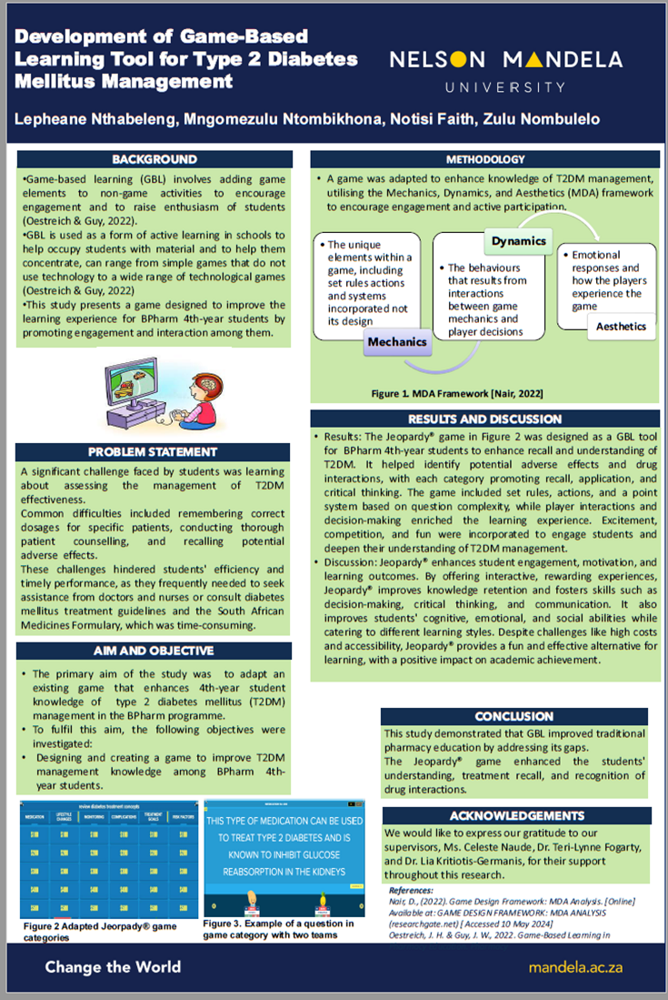 Development of Game-Based
Learning Tool for Type 2 Diabetes
Mellitus Management
NELSON MANDELA
UNIVERSITY
Lepheane Nthabeleng, Mngomezulu Ntombikhona, Notisi Faith, Zulu Nombulelo
BACKGROUND
•Game-based learning (GBL) involves adding game
elements to non-game activities to encourage
engagement and to raise enthusiasm of students
(Oestreich & Guy, 2022).
•GBL is used as a form of active learning in schools to
help occupy students with material and to help them
concentrate, can range from simple games that do not
use technology to a wide range of technological games
(Oestreich & Guy, 2022)
•This study presents a game designed to improve the
learning experience for BPharm 4th-year students by
promoting engagement and interaction among them.
PROBLEM STATEMENT
A significant challenge faced by students was learning
about assessing the management of T2DM
effectiveness.
Common difficulties included remembering correct
dosages for specific patients, conducting thorough
patient counselling, and recalling potential
adverse effects.
These challenges hindered students' efficiency and
timely performance, as they frequently needed to seek
assistance from doctors and nurses or consult diabetes
mellitus treatment guidelines and the South African
Medicines Formulary, which was time-consuming.
AIM AND OBJECTIVE
• The primary aim of the study was to adapt an
existing game that enhances 4th-year student
knowledge of type 2 diabetes mellitus (T2DM)
management in the BPharm programme.
• To fulfil this aim, the following objectives were
investigated:
• Designing and creating a game to improve T2DM
management knowledge among BPharm 4th-
year students.
review diabetes treatment concepts
MEDICATION LIFESTYLE CHANGES MONITORING COMPLICATIONS TREATMENT GOALS RISK FACTORS
$100 $100 $100 $100 $100 $100
$200 $200 $200 $200 $200 $200
$300 $300 $300 $300 $300 $300
$400 $400 $400 $400 $400 $400
$500 $500 $500 $500 $500 $500
Figure 2 Adapted Jeorpady® game
categories
THIS TYPE OF MEDICATION CAN BE USED
TO TREAT TYPE 2 DIABETES AND IS
KNOWN TO INHIBIT GLUCOSE
REABSORPTION IN THE KIDNEYS
Figure 3. Example of a question in
game category with two teams
METHODOLOGY
• A game was adapted to enhance knowledge of T2DM management,
utilising the Mechanics, Dynamics, and Aesthetics (MDA) framework
to encourage engagement and active participation.
• The unique
elements within a
game, including
set rules actions
and systems
incorporated not
its design
Mechanics
Dynamics
• The behaviours
that results from
interactions
between game
mechanics and
player decisions
• Emotional
responses and
how the players
experience the
game
Aesthetics
Figure 1. MDA Framework [Nair, 2022]
RESULTS AND DISCUSSION
• Results: The Jeopardy® game in Figure 2 was designed as a GBL tool
for BPharm 4th-year students to enhance recall and understanding of
T2DM. It helped identify potential adverse effects and drug
interactions, with each category promoting recall, application, and
critical thinking. The game included set rules, actions, and a point
system based on question complexity, while player interactions and
decision-making enriched the learning experience. Excitement,
competition, and fun were incorporated to engage students and
deepen their understanding of T2DM management.
• Discussion: Jeopardy® enhances student engagement, motivation, and
learning outcomes. By offering interactive, rewarding experiences,
Jeopardy® improves knowledge retention and fosters skills such as
decision-making, critical thinking, and communication. It also
improves students' cognitive, emotional, and social abilities while
catering to different learning styles. Despite challenges like high costs
and accessibility, Jeopardy® provides a fun and effective alternative for
learning, with a positive impact on academic achievement.
CONCLUSION
This study demonstrated that GBL improved traditional
pharmacy education by addressing its gaps.
The Jeopardy® game enhanced the students'
understanding, treatment recall, and recognition of
drug interactions.
ACKNOWLEDGEMENTS
We would like to express our gratitude to our
supervisors, Ms. Celeste Naude, Dr. Teri-Lynne Fogarty,
and Dr. Lia Kritiotis-Germanis, for their support
throughout this research.
References:
Nair, D., (2022). Game Design Framework: MDA Analysis. [Online]
Available at: GAME DESIGN FRAMEWORK: MDA ANALYSIS
(researchgate.net) [ Accessed 10 May 2024]
Oestreich, J. H. & Guy, J. W., 2022. Game-Based Learning in
Change the World
mandela.ac.za